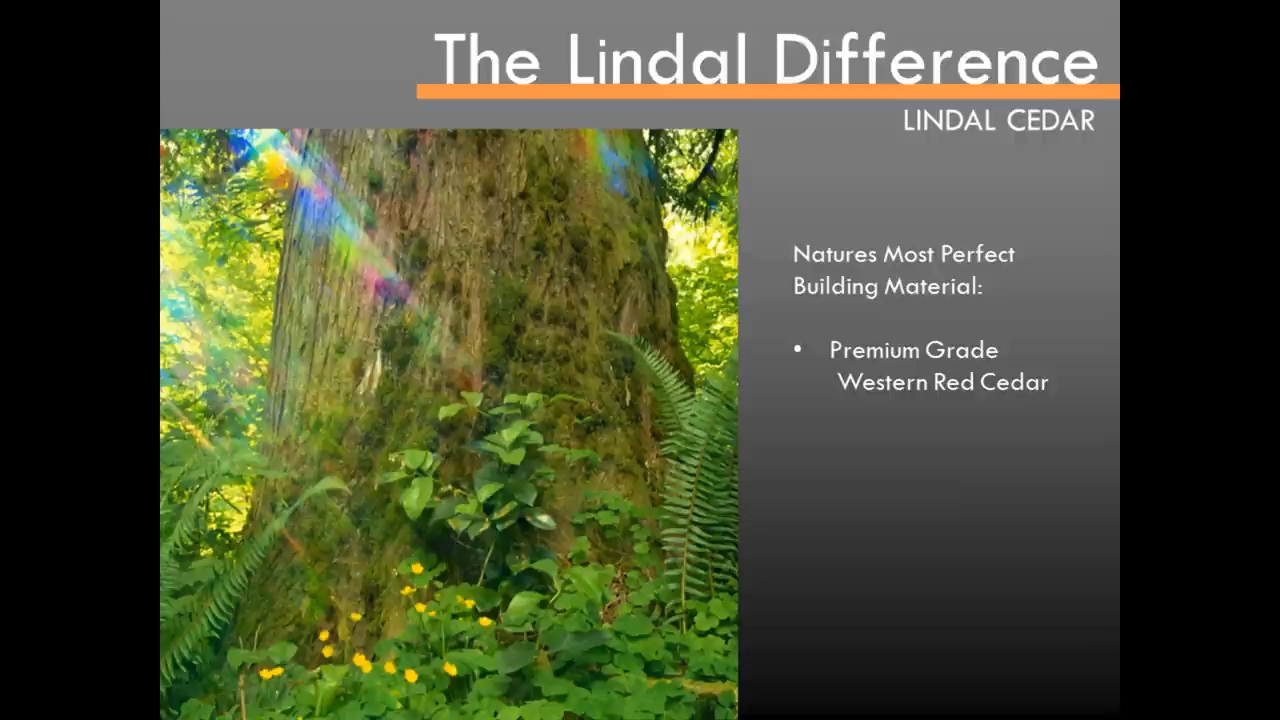 The Lindal Difference
LINDAL CEDAR
Natures Most Perfect
Building Material:
• Premium Grade
Western Red Cedar